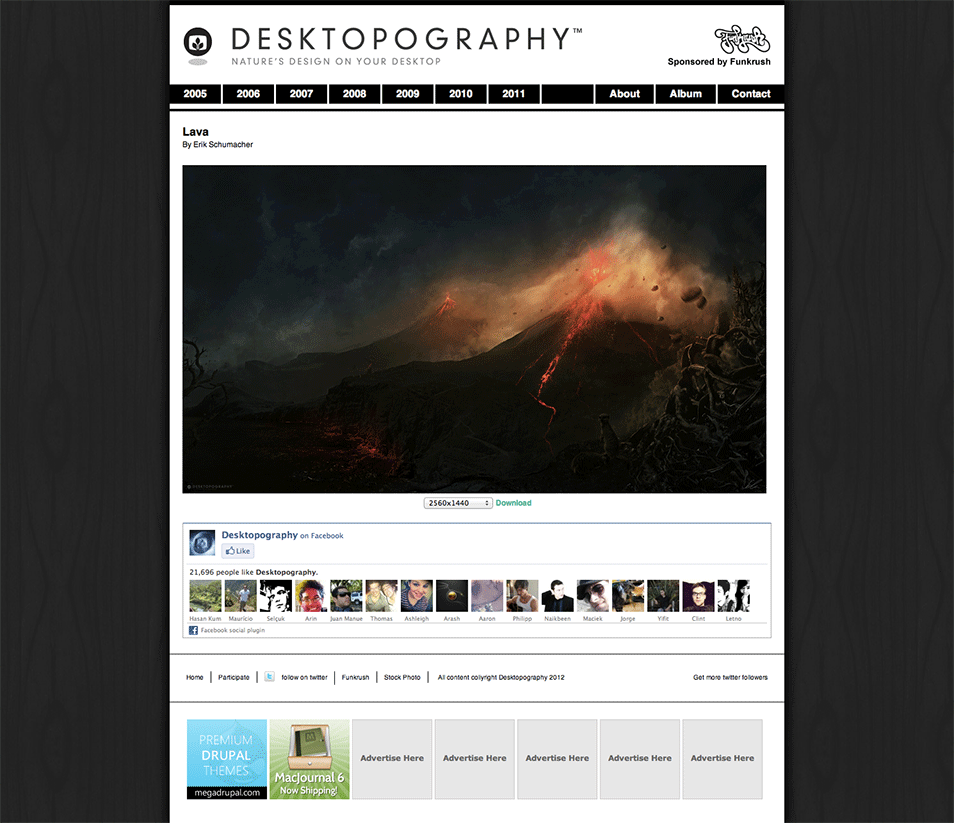 DESKTOPOGRAPHY™
NATURE'S DESIGN ON YOUR DESKTOP
Funkrush
Sponsored by Funkrush
2005 2006 2007 2008 2009 2010 2011 About Album Contact
Lava
By Erik Schumacher
DESKTOPOGRAPHY
2560x1440 Download
Desktopography on Facebook
Like
21,696 people like Desktopography.
Hasan Kum Mauricio Selçuk Arin Juan Manue Thomas Ashleigh Arash Aaron Philipp Naikbeen Maciek Jorge Yifit Clint Letno
Facebook social plugin
Home Participate follow on twitter Funkrush Stock Photo All content colyright Desktopography 2012 Get more twitter followers
PREMIUM
DRUPAL
THEMES
megadrupal.com
MacJournal 6
Now Shipping!
Advertise Here Advertise Here Advertise Here Advertise Here Advertise Here